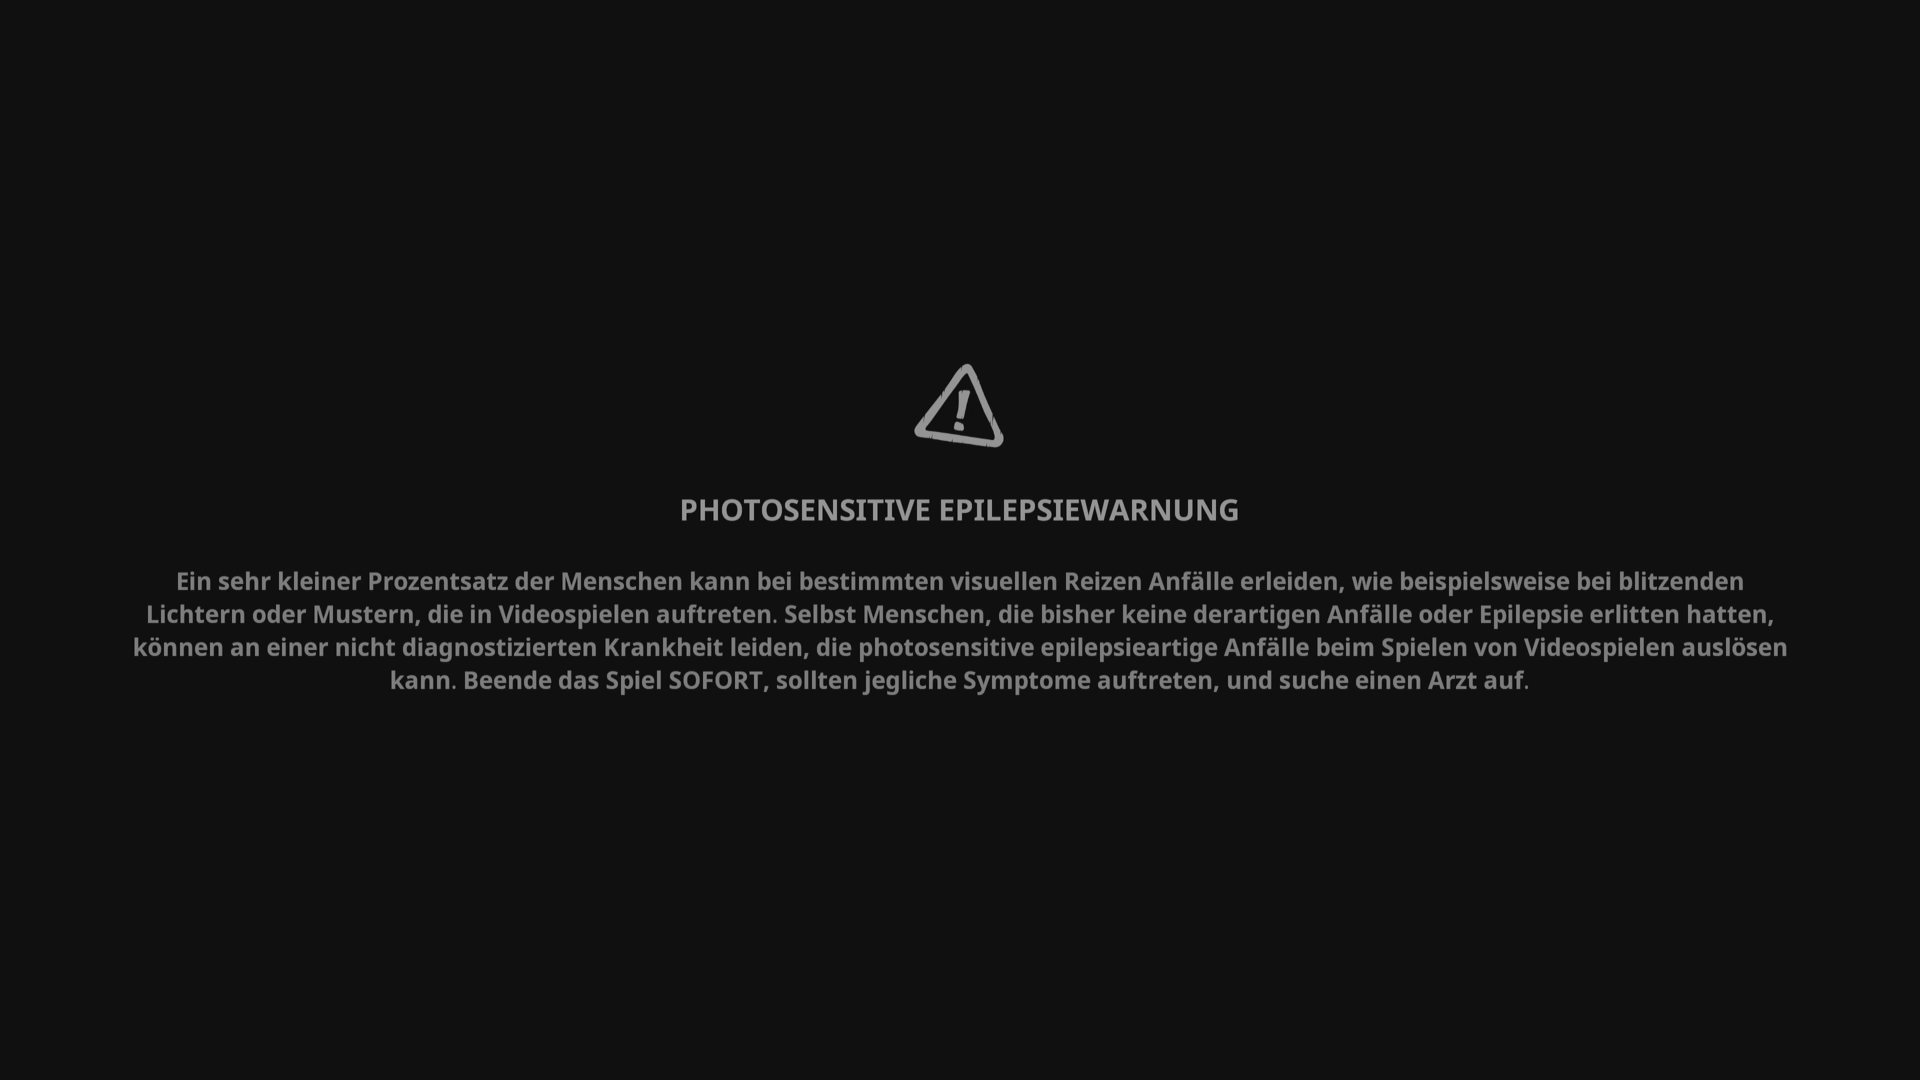 PHOTOSENSITIVE EPILEPSIEWARNUNG
Ein sehr kleiner Prozentsatz der Menschen kann bei bestimmten visuellen Reizen Anfälle erleiden, wie beispielsweise bei blitzenden
Lichtern oder Mustern, die in Videospielen auftreten. Selbst Menschen, die bisher keine derartigen Anfälle oder Epilepsie erlitten hatten,
können an einer nicht diagnostizierten Krankheit leiden, die photosensitive epilepsieartige Anfälle beim Spielen von Videospielen auslösen
kann. Beende das Spiel SOFORT, sollten jegliche Symptome auftreten, und suche einen Arzt auf.